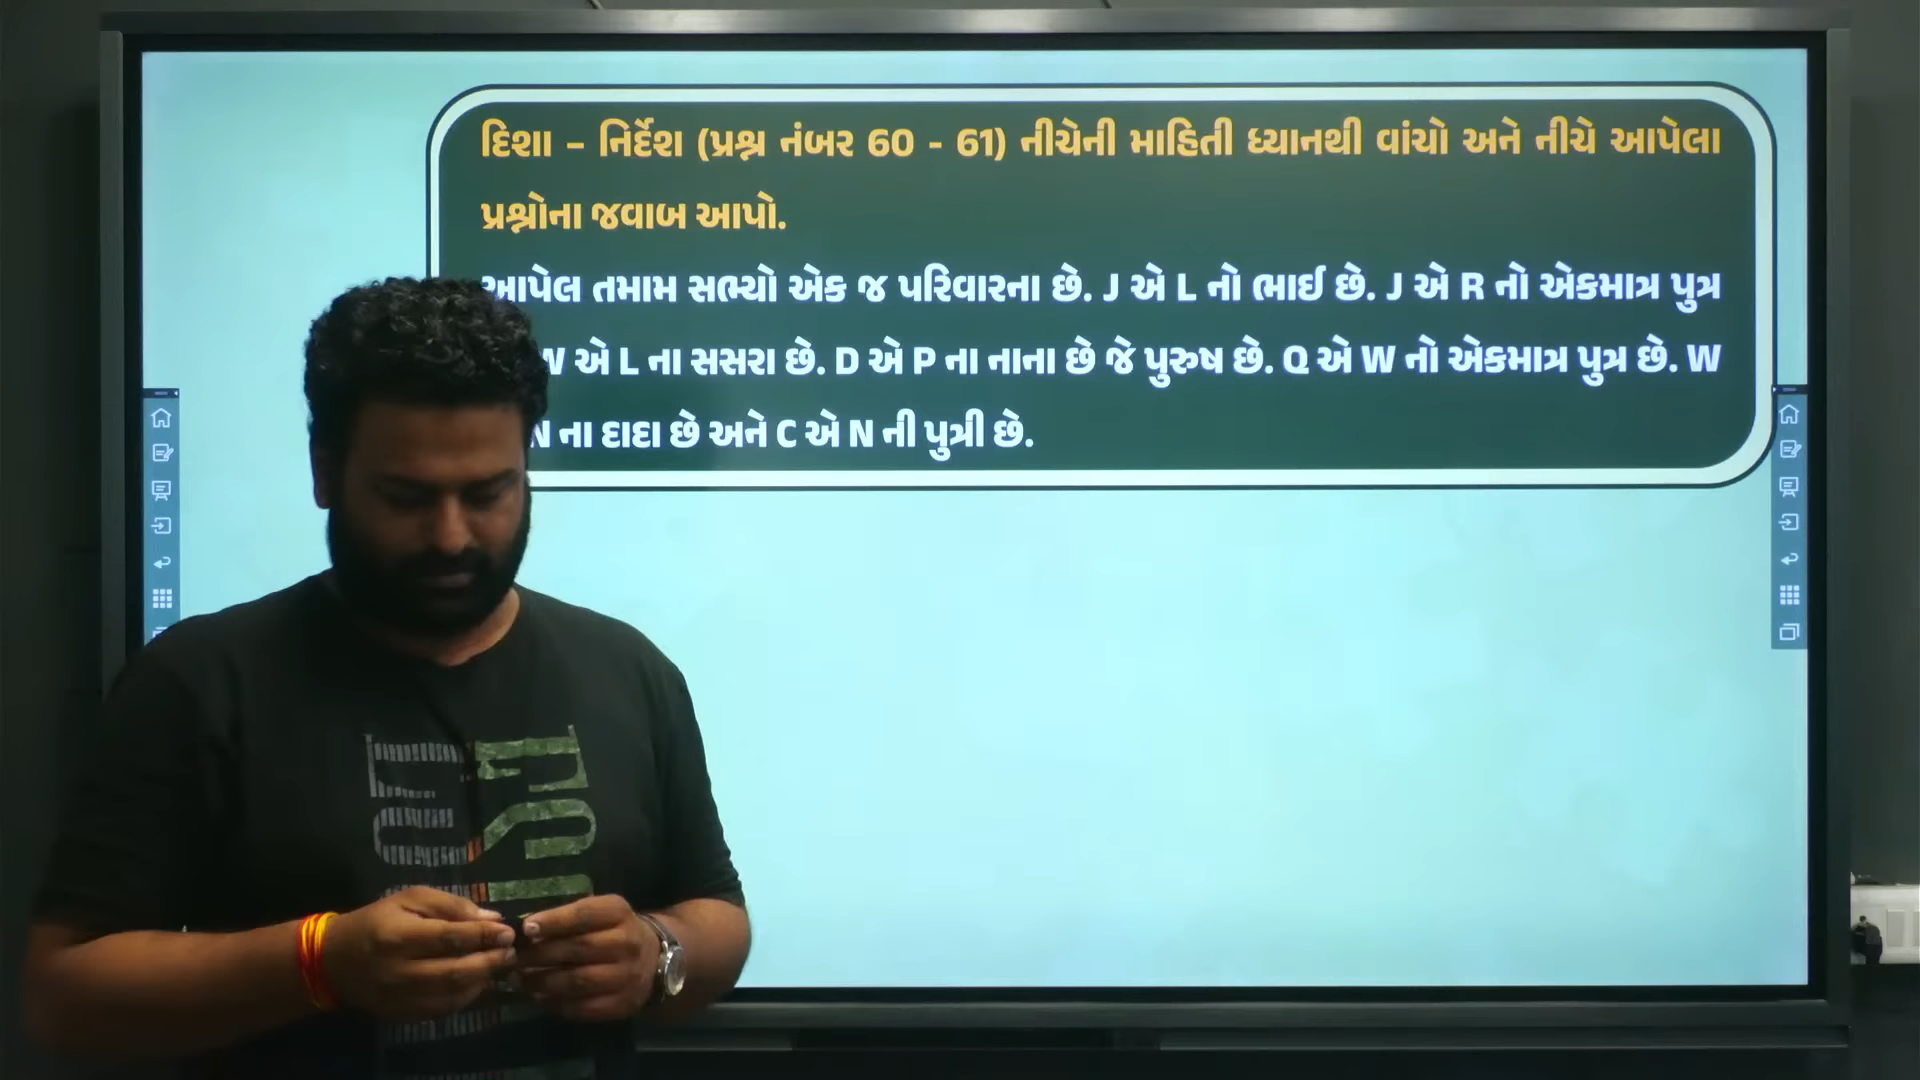 દિશા – નિર્દેશ (પ્રશ્ન નંબર 60 - 61) નીચેની માહિતી ધ્યાનથી વાંચો અને નીચે આપેલા
પ્રશ્નોના જવાબ આપો.
આપેલ તમામ સભ્યો એક જ પરિવારના છે. J એ L નો ભાઈ છે. J એ R નો એકમાત્ર પુત્ર
W એ L ના સસરા છે. D એ P ના નાના છે જે પુરુષ છે. Q એ W નો એકમાત્ર પુત્ર છે. W
N ના દાદા છે અને C એ N ની પુત્રી છે.